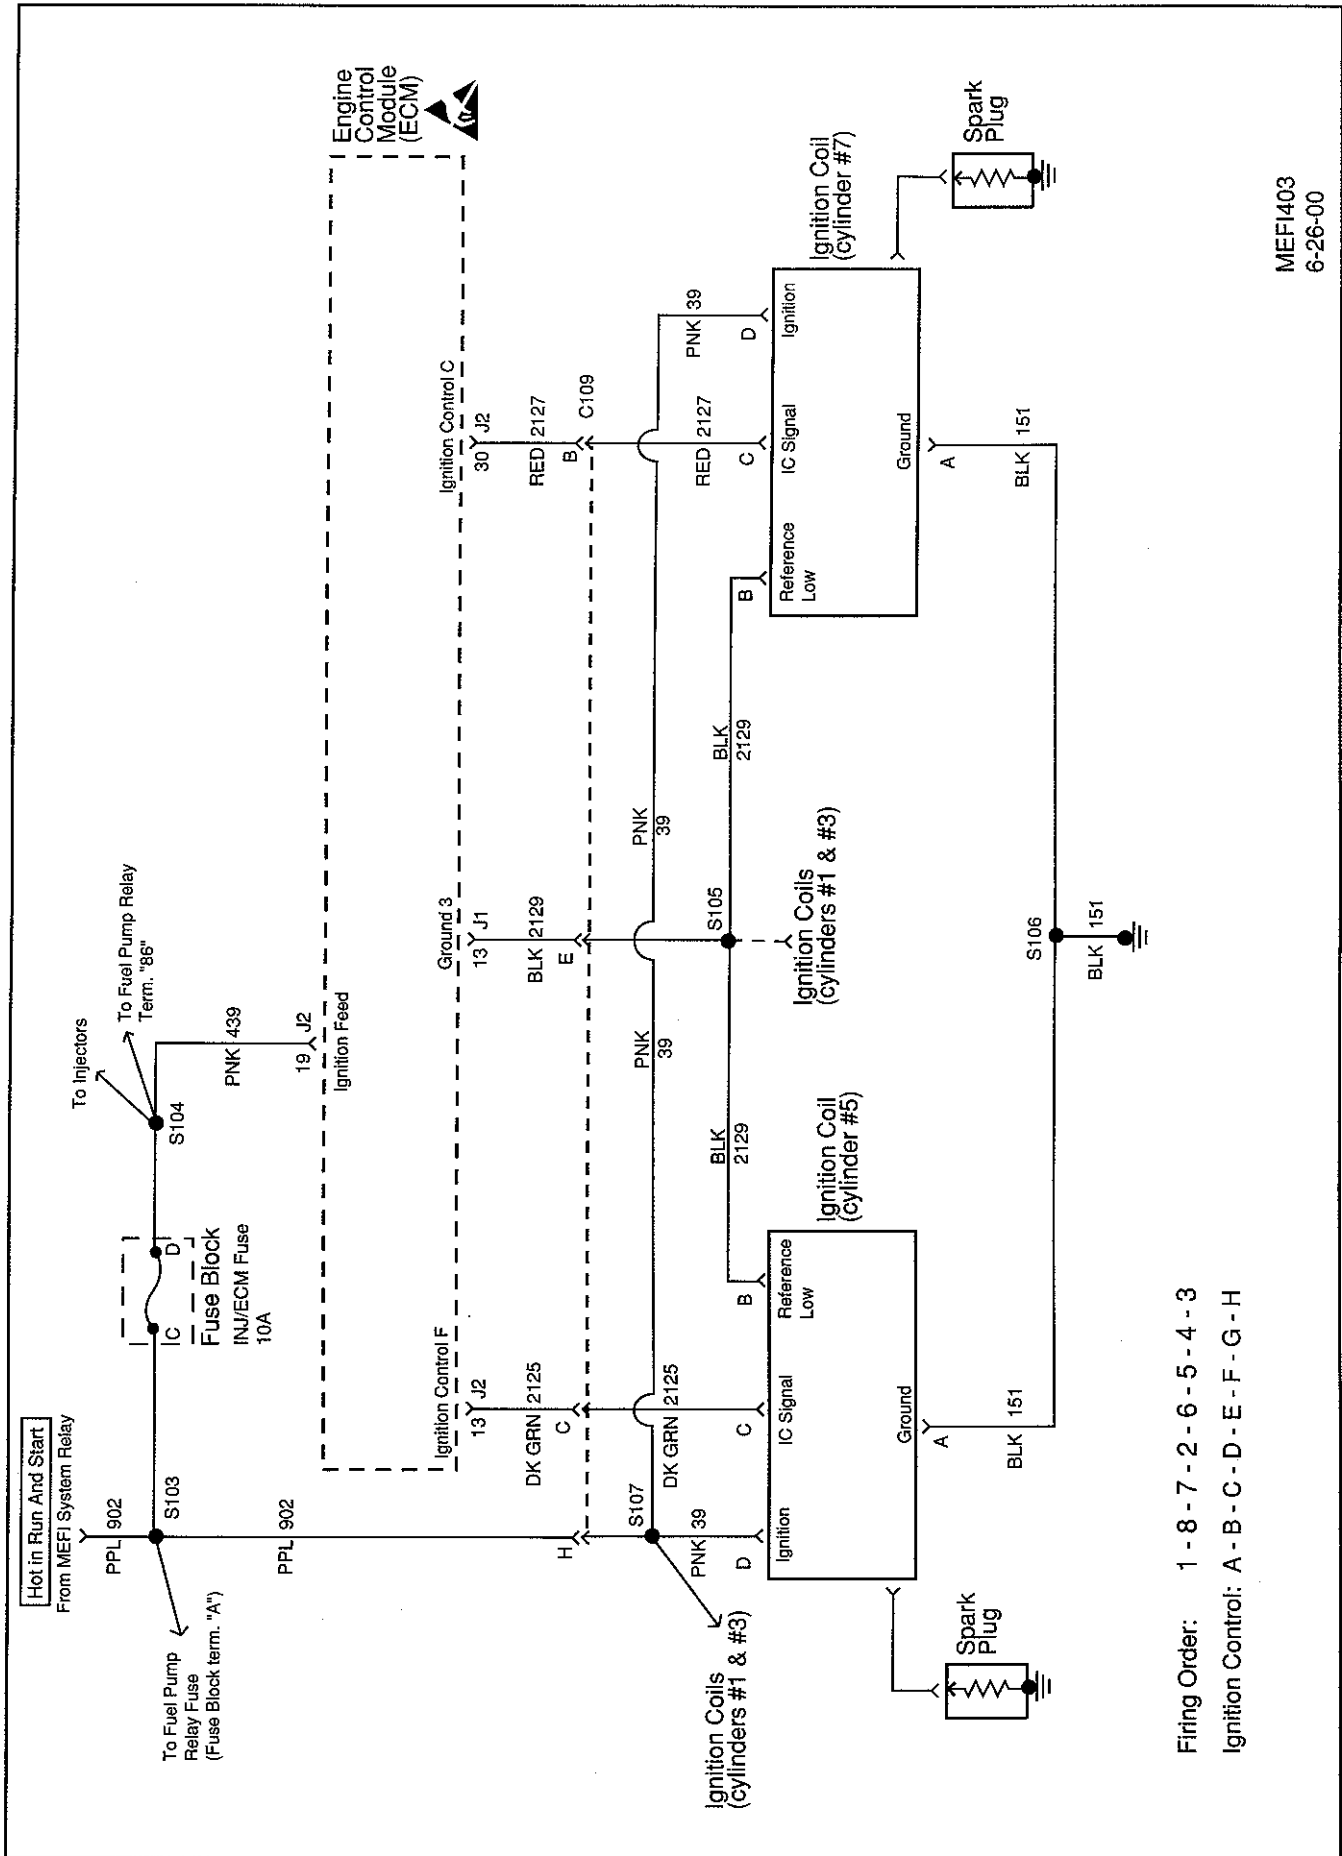 Hot in Run And Start
From MEFI System Relay
PPL 902
S103
To Fuel Pump
Relay Fuse
(Fuse Block term. "A")
PPL 902
C
D
Fuse Block
INJ/ECM Fuse
10A
S104
To Injectors
To Fuel Pump Relay
Term. "86"
PNK 439
19 J2
Ignition Feed
Engine
Control
Module
(ECM)
Ignition Control F
13 J2
DK GRN 2125
C
Ground 3
13 J1
BLK 2129
E
Ignition Control C
30 J2
RED 2127
B
C109
H
S107
PNK 39
D
DK GRN 2125
C
PNK
39
PNK
39
RED 2127
C
PNK 39
D
Ignition Coils
(cylinders #1 & #3)
BLK
2129
B
S105
BLK
2129
B
Ignition Coils
(cylinders #1 & #3)
Ignition Coil
(cylinder #5)
Ignition
IC Signal
Reference
Low
Ground
A
BLK 151
Ignition Coil
(cylinder #7)
Reference
Low
IC Signal
Ignition
Ground
A
BLK 151
Spark
Plug
Spark
Plug
S106
BLK 151
Firing Order: 1 - 8 - 7 - 2 - 6 - 5 - 4 - 3
Ignition Control: A - B - C - D - E - F - G - H
MEFI403
6-26-00